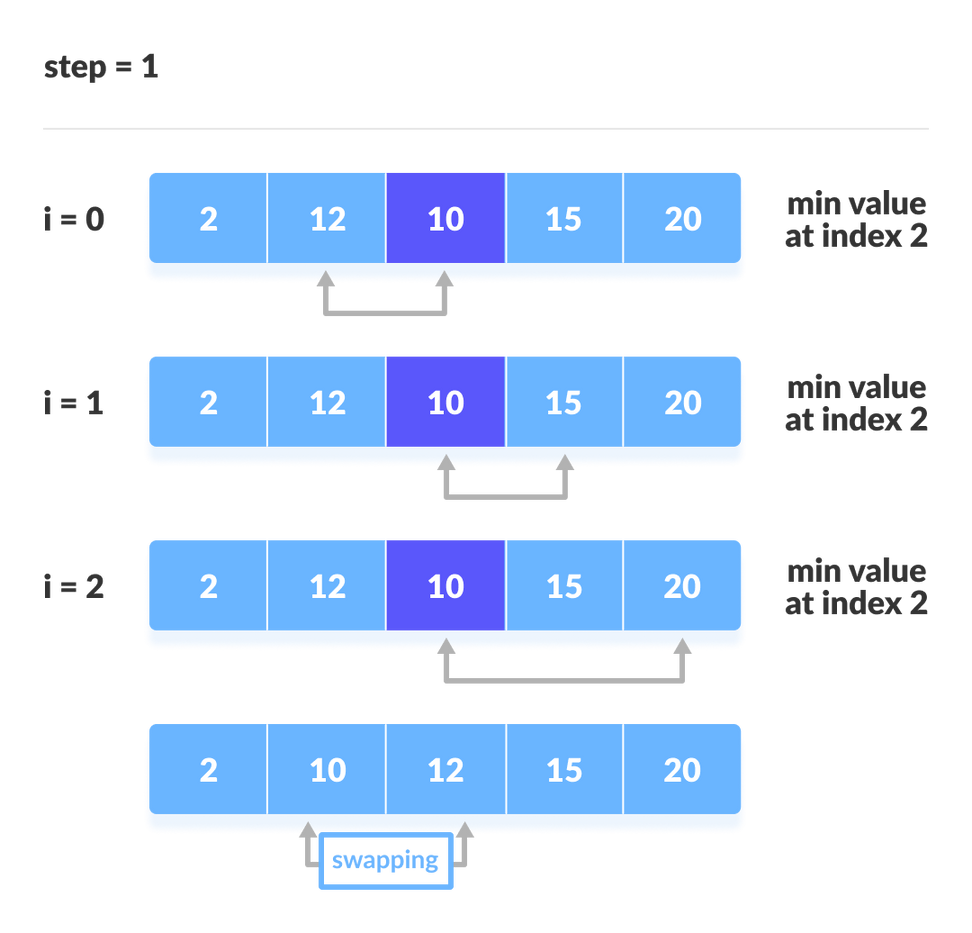 step = 1
i = 0
2 12 10 15 20
min value
at index 2
i = 1
2 12 10 15 20
min value
at index 2
i = 2
2 12 10 15 20
min value
at index 2
2 10 12 15 20
swapping